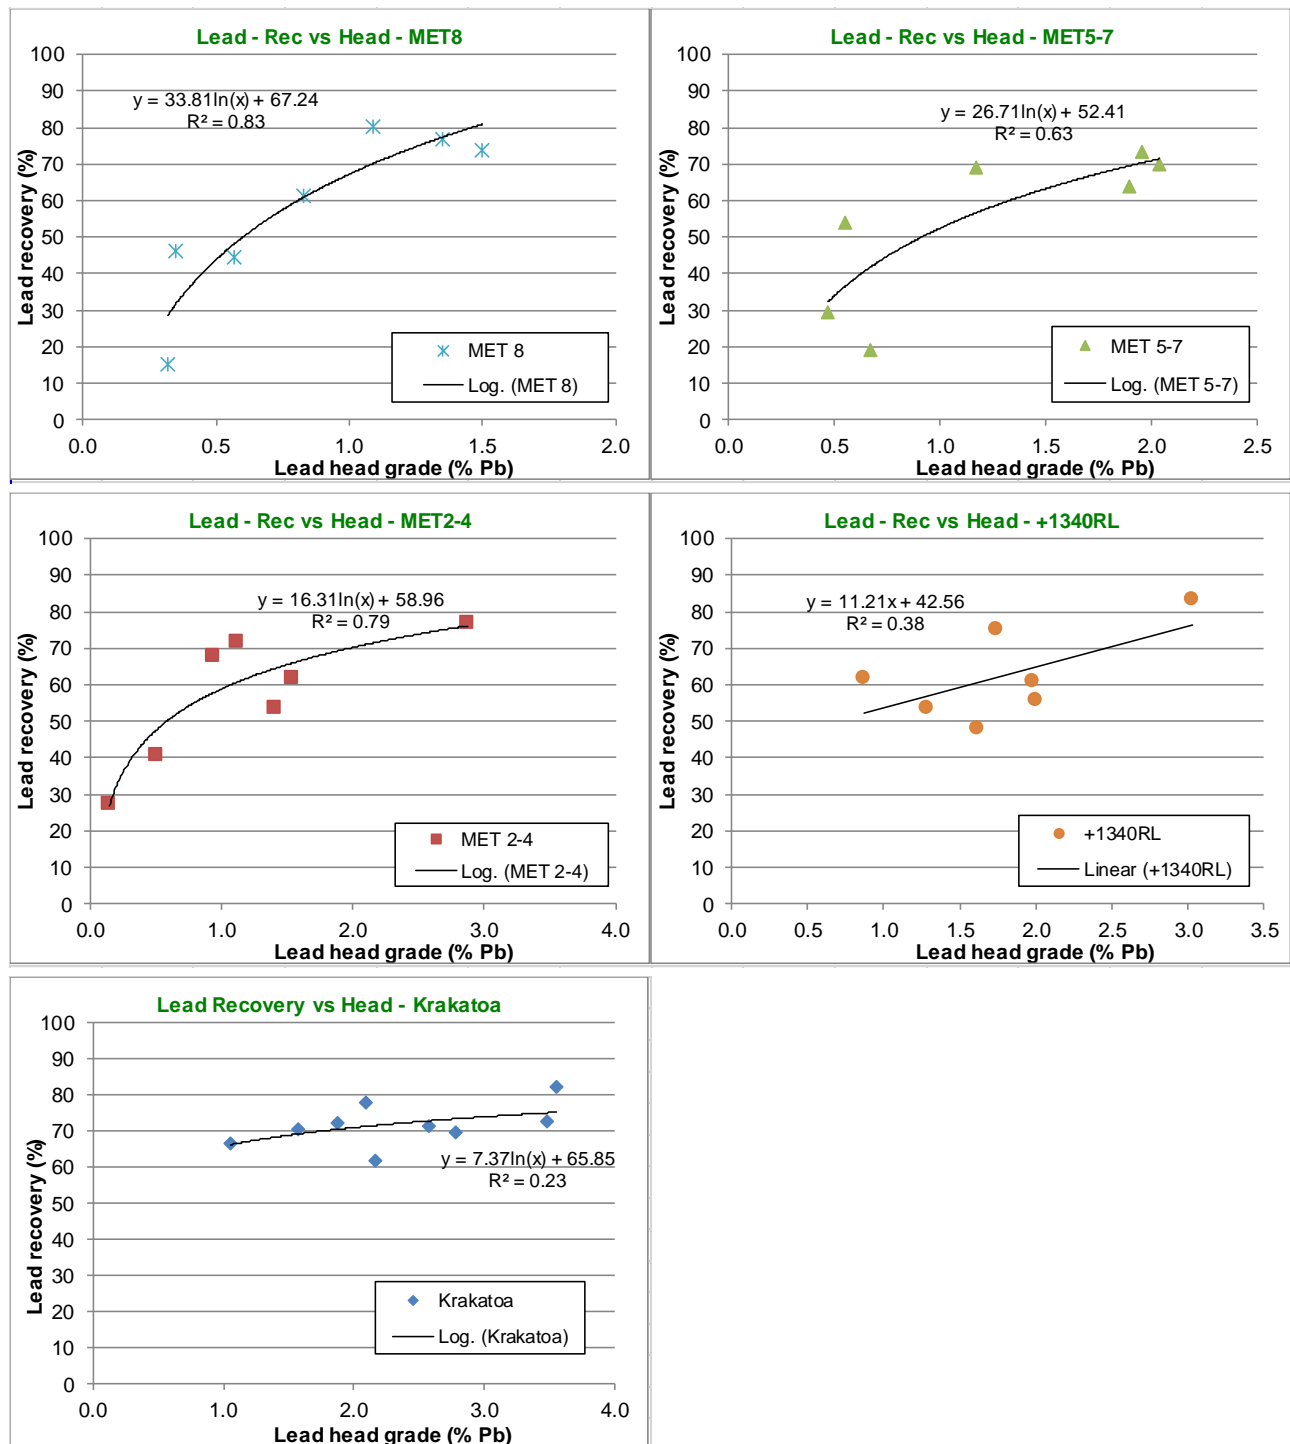 Lead - Rec vs Head - MET8
100
90
80
70
60
50
40
30
20
10
0
Lead recovery (%)
y = 33.81ln(x) + 67.24
R² = 0.83
MET 8
Log. (MET 8)
0.0 0.5 1.0 1.5 2.0
Lead head grade (% Pb)
Lead - Rec vs Head - MET5-7
100
90
80
70
60
50
40
30
20
10
0
Lead recovery (%)
y = 26.71ln(x) + 52.41
R² = 0.63
MET 5-7
Log. (MET 5-7)
0.0 0.5 1.0 1.5 2.0 2.5
Lead head grade (% Pb)
Lead - Rec vs Head - MET2-4
100
90
80
70
60
50
40
30
20
10
0
Lead recovery (%)
y = 16.31ln(x) + 58.96
R² = 0.79
MET 2-4
Log. (MET 2-4)
0.0 1.0 2.0 3.0 4.0
Lead head grade (% Pb)
Lead - Rec vs Head - +1340RL
100
90
80
70
60
50
40
30
20
10
0
Lead recovery (%)
y = 11.21x + 42.56
R² = 0.38
+1340RL
Linear (+1340RL)
0.0 0.5 1.0 1.5 2.0 2.5 3.0 3.5
Lead head grade (% Pb)
Lead Recovery vs Head - Krakatoa
100
90
80
70
60
50
40
30
20
10
0
Lead recovery (%)
y = 7.37ln(x) + 65.85
R² = 0.23
Krakatoa
Log. (Krakatoa)
0.0 1.0 2.0 3.0 4.0
Lead head grade (% Pb)